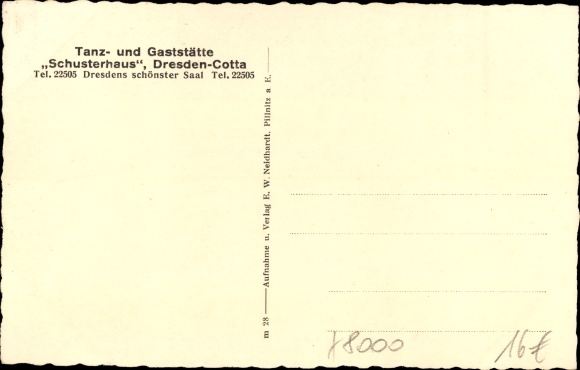 Tanz- und Gaststätte
„Schusterhaus“, Dresden-Cotta
Tel. 22505 Dresdens schönster Saal Tel. 22505
m 28 — Aufnahme u. Verlag E. W. Neidhardt, Pillnitz a E. —
8000
16€